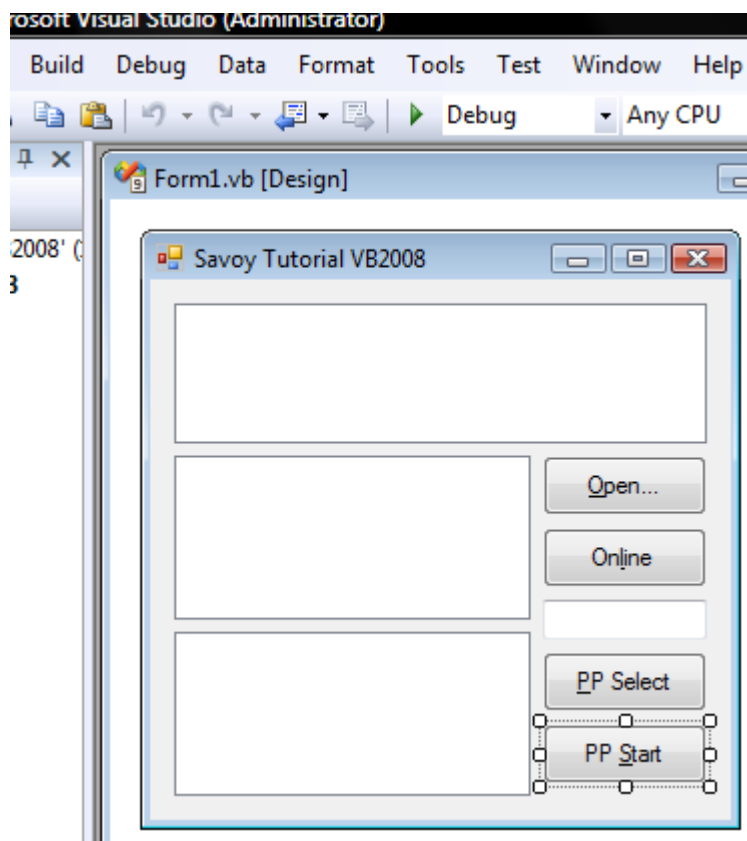 rosoft Visual Studio (Administrator)
Build Debug Data Format Tools Test Window Help
Debug Any CPU
Form1.vb [Design]
2008' (
3
Savoy Tutorial VB2008
Open...
Online
PP Select
PP Start